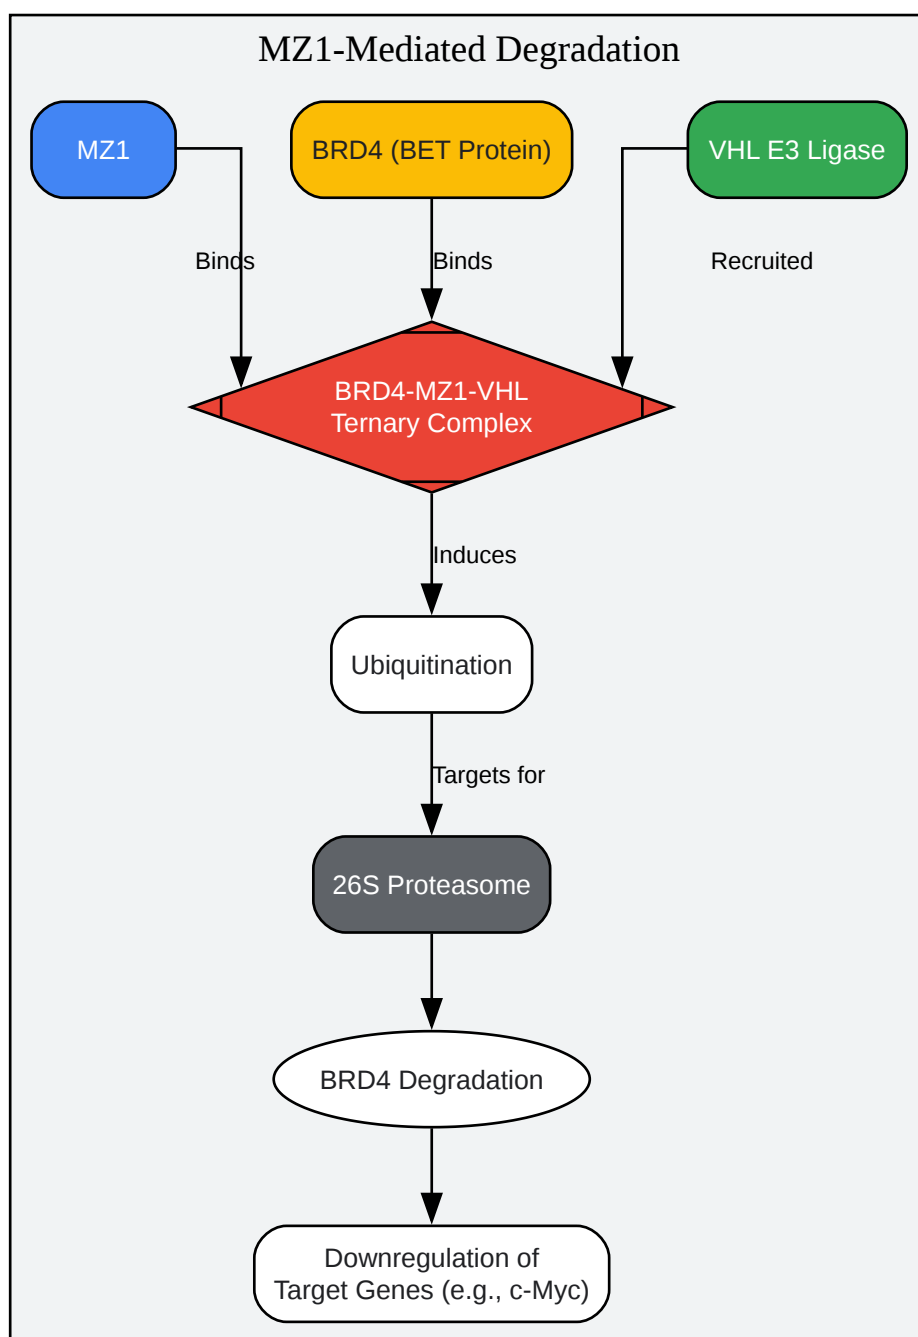 MZ1-Mediated Degradation
MZ1
BRD4 (BET Protein)
VHL E3 Ligase
Binds
Binds
Recruited
BRD4-MZ1-VHL
Ternary Complex
Induces
Ubiquitination
Targets for
26S Proteasome
BRD4 Degradation
Downregulation of
Target Genes (e.g., c-Myc)